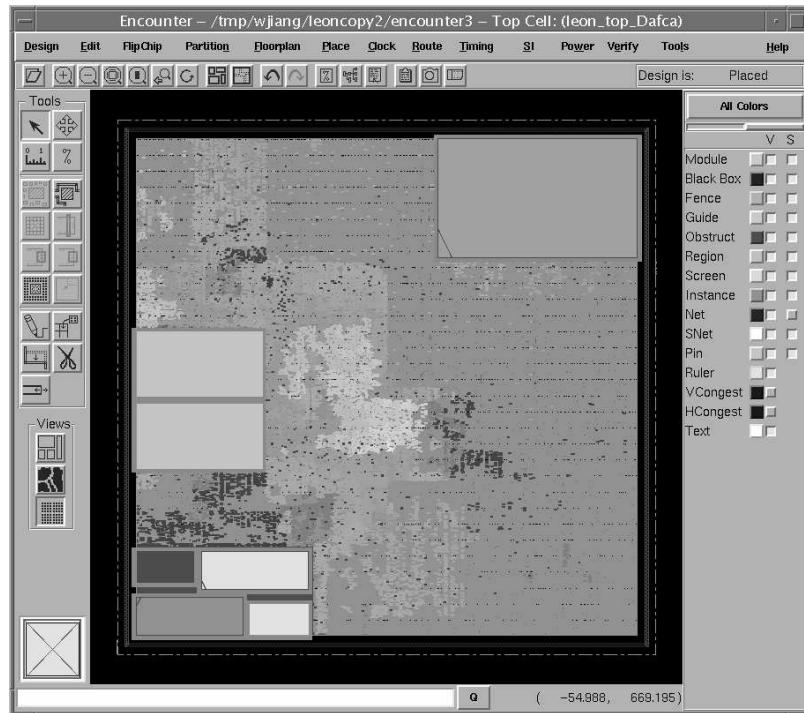 Encounter – /tmp/wjiang/leoncopy2/encounter3 – Top Cell: (leon_top_Dafca)
Design Edit FlipChip Partition Floorplan Place Clock Route Timing SI Power Verify Tools Help
Design is: Placed
Tools
0 1
%
All Colors
V S
Module
Black Box
Fence
Guide
Obstruct
Region
Screen
Instance
Net
SNet
Pin
Ruler
VCongest
HCongest
Text
Views
Q ( -54.988, 669.195)